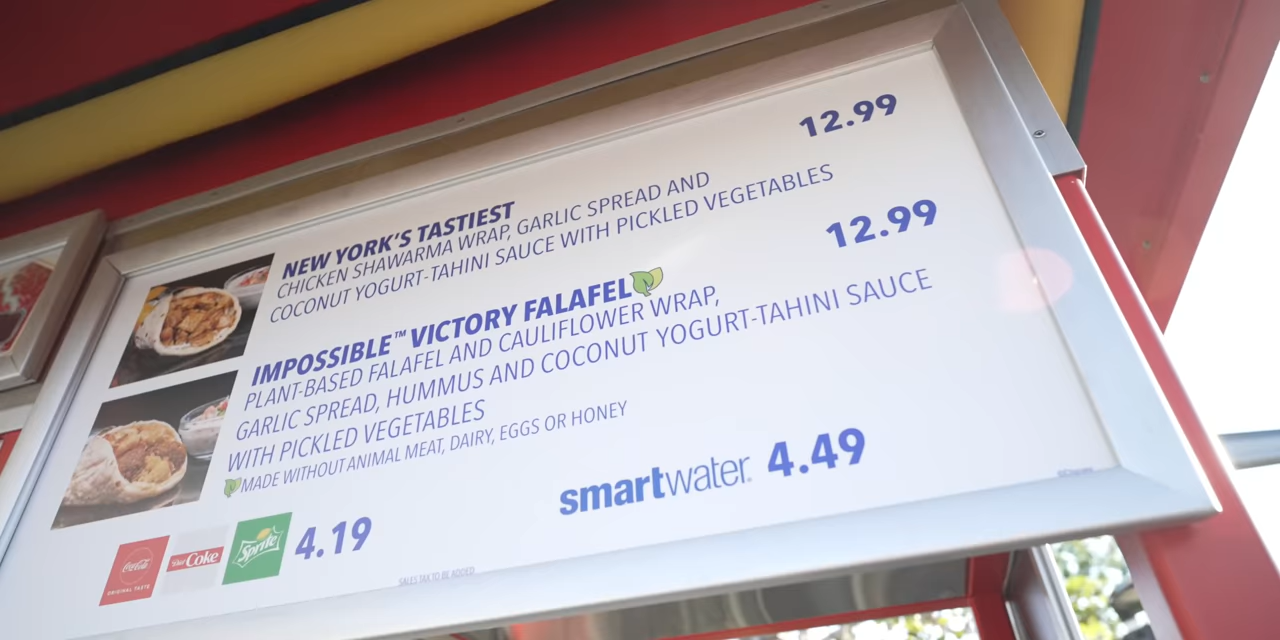 12.99
NEW YORK'S TASTIEST
CHICKEN SHAWARMA WRAP, GARLIC SPREAD AND
COCONUT YOGURT-TAHINI SAUCE WITH PICKLED VEGETABLES
12.99
IMPOSSIBLE™ VICTORY FALAFEL
PLANT-BASED FALAFEL AND CAULIFLOWER WRAP,
GARLIC SPREAD, HUMMUS AND COCONUT YOGURT-TAHINI SAUCE
WITH PICKLED VEGETABLES
MADE WITHOUT ANIMAL MEAT, DAIRY, EGGS OR HONEY
smartwater. 4.49
Coca-Cola
ORIGINAL TASTE
Diet Coke
Sprite
4.19
SALES TAX TO BE ADDED
©Disney